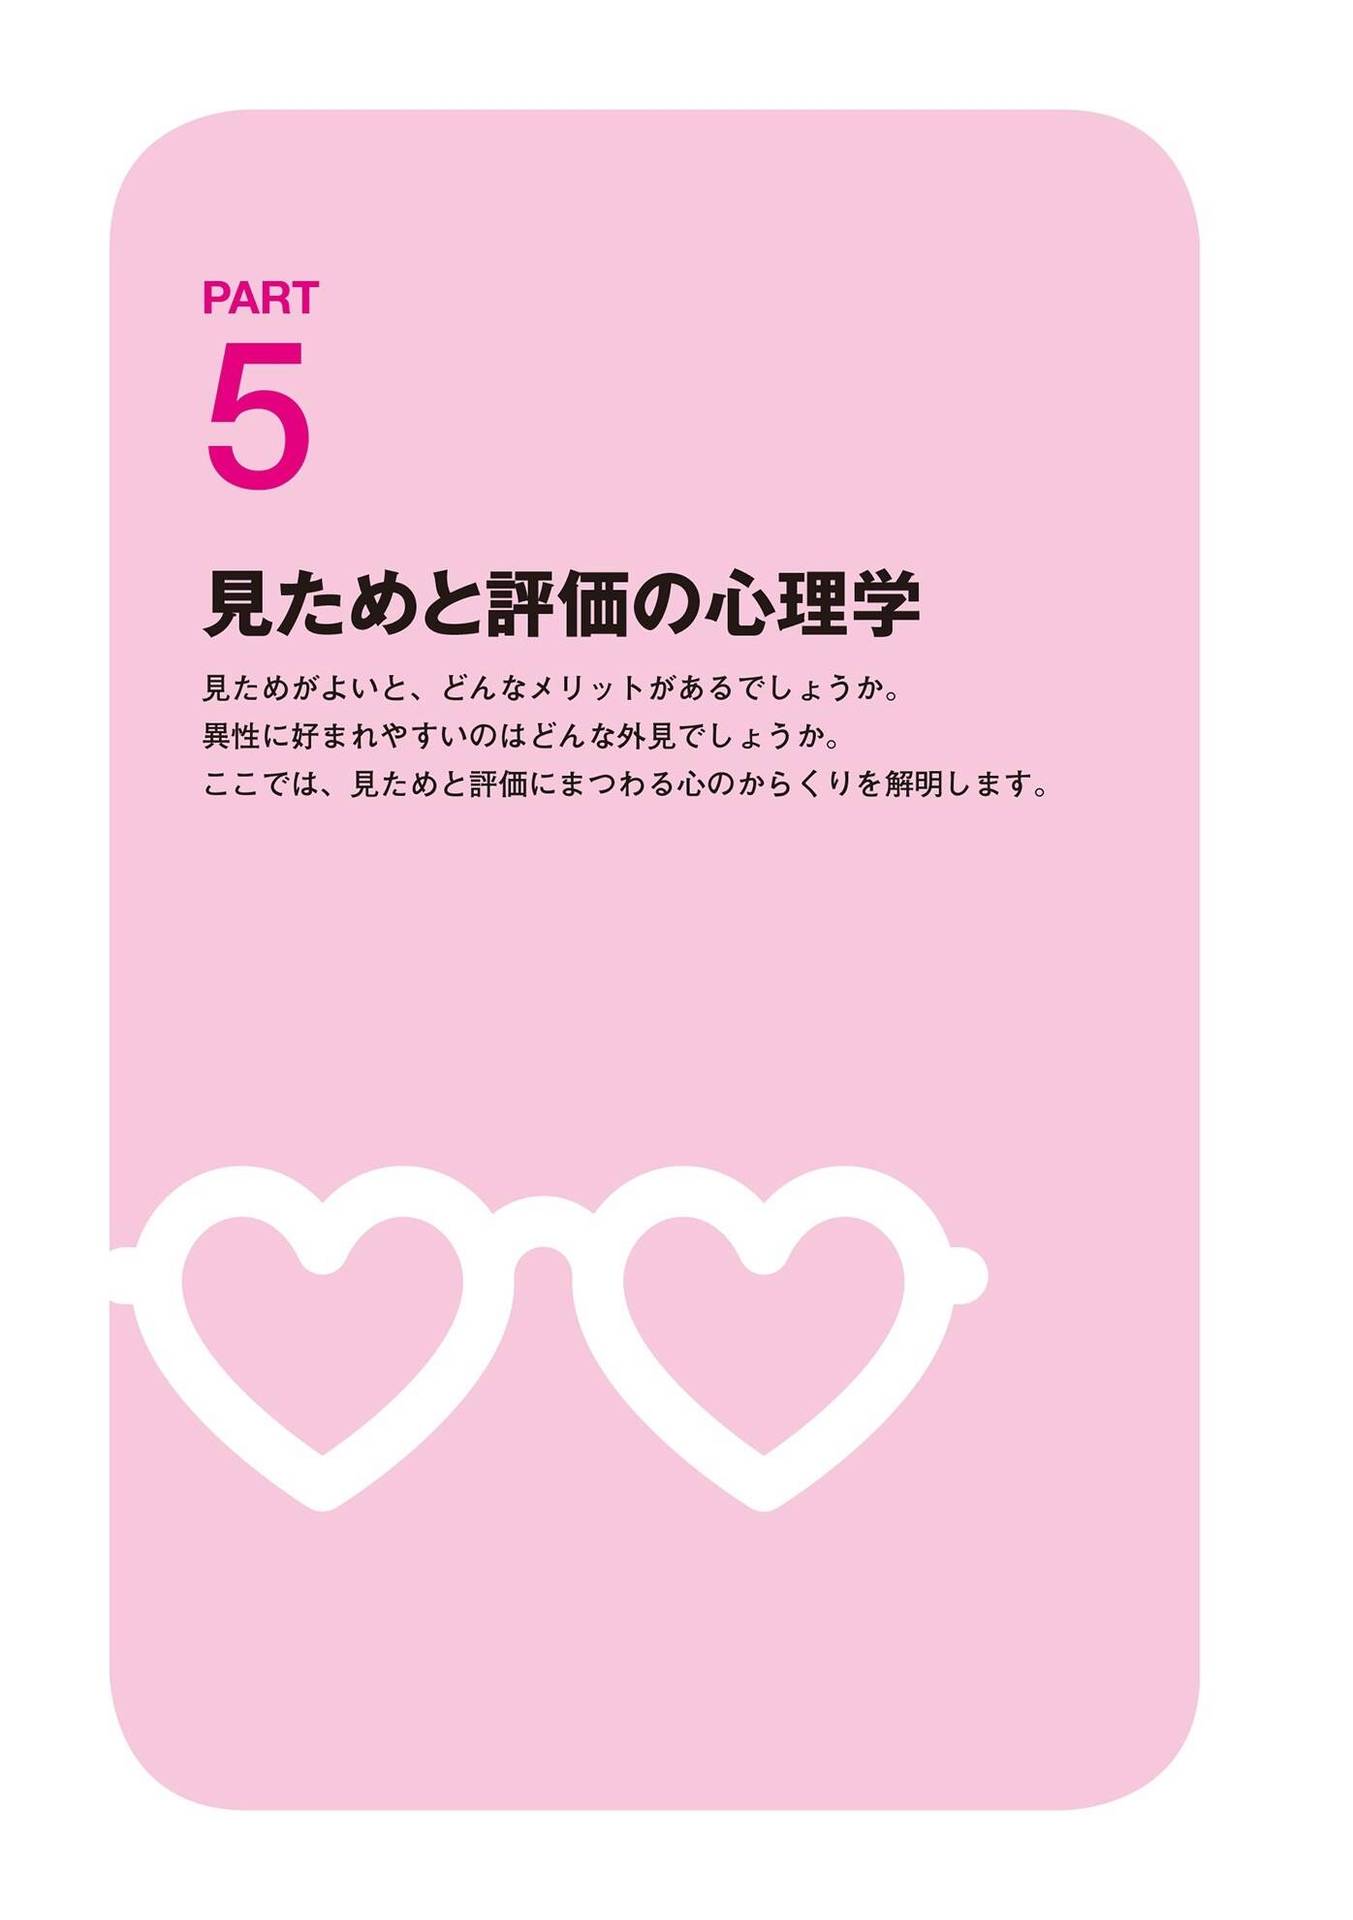 PART
5
見ためと評価の心理学
見ためがよいと、どんなメリットがあるでしょうか。
異性に好まれやすいのはどんな外見でしょうか。
ここでは、見ためと評価にまつわる心のからくりを解明します。